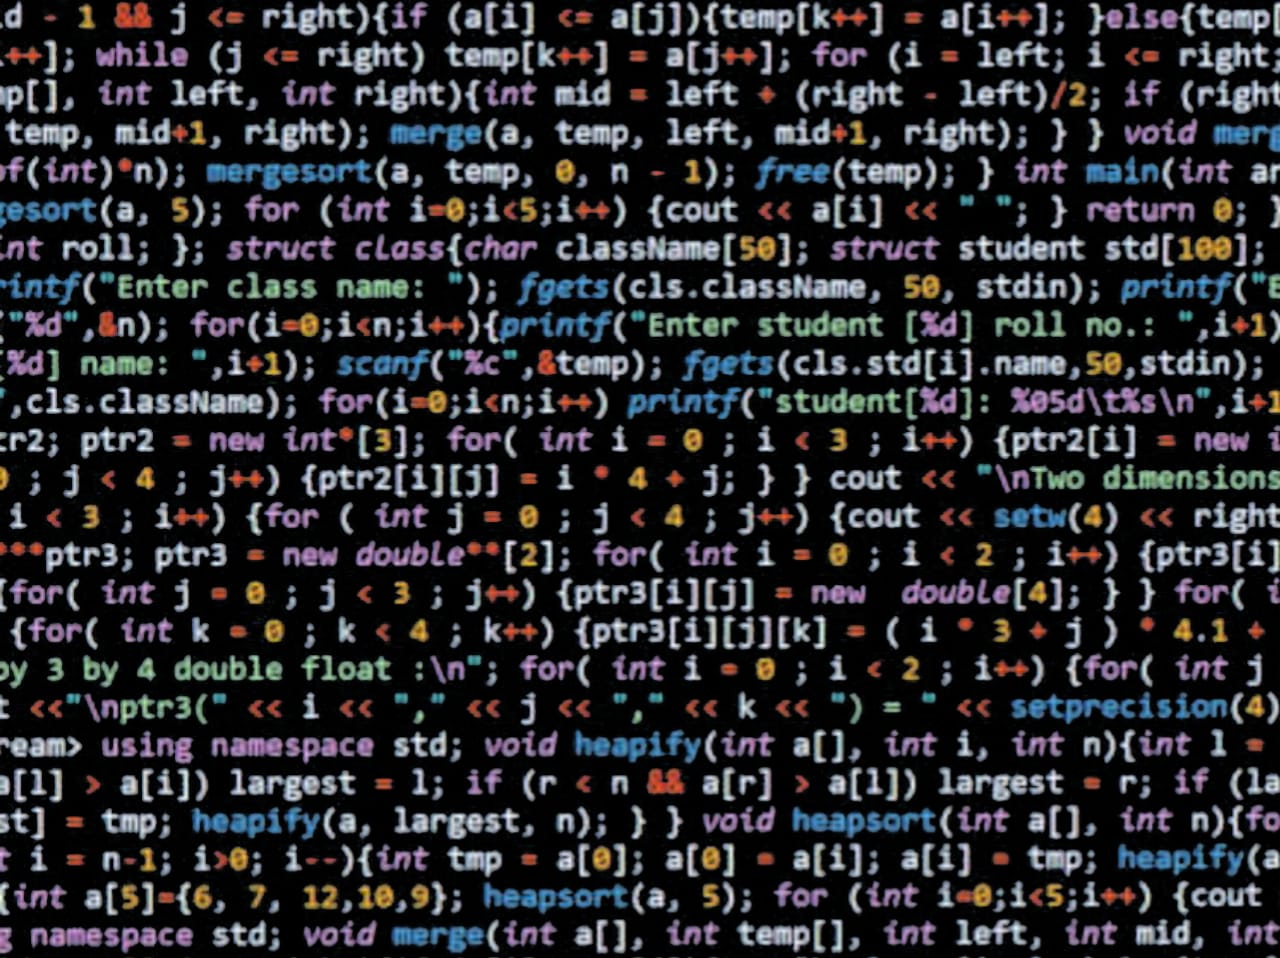 d - 1 && j <= right){if (a[i] <= a[j]){temp[k++] = a[i++]; }else{temp[
++]; while (j <= right) temp[k++] = a[j++]; for (i = left; i <= right;
mp[], int left, int right){int mid = left + (right - left)/2; if (right
temp, mid+1, right); merge(a, temp, left, mid+1, right); } } void merg
of(int)*n); mergesort(a, temp, 0, n - 1); free(temp); } int main(int ar
gesort(a, 5); for (int i=0;i<5;i++) {cout << a[i] << " "; } return 0; }
int roll; }; struct class{char className[50]; struct student std[100];
rintf("Enter class name: "); fgets(cls.className, 50, stdin); printf("E
("%d",&n); for(i=0;i<n;i++){printf("Enter student [%d] roll no.: ",i+1)
[%d] name: ",i+1); scanf("%c",&temp); fgets(cls.std[i].name,50,stdin);
",cls.className); for(i=0;i<n;i++) printf("student[%d]: %05d\t%s\n",i+1
tr2; ptr2 = new int*[3]; for( int i = 0 ; i < 3 ; i++) {ptr2[i] = new i
0 ; j < 4 ; j++) {ptr2[i][j] = i * 4 + j; } } cout << "\nTwo dimensions
i < 3 ; i++) {for ( int j = 0 ; j < 4 ; j++) {cout << setw(4) << right
***ptr3; ptr3 = new double**[2]; for( int i = 0 ; i < 2 ; i++) {ptr3[i]
{for( int j = 0 ; j < 3 ; j++) {ptr3[i][j] = new double[4]; } } for( i
{for( int k = 0 ; k < 4 ; k++) {ptr3[i][j][k] = ( i * 3 + j ) * 4.1 +
by 3 by 4 double float :\n"; for( int i = 0 ; i < 2 ; i++) {for( int j
t <<"\nptr3(" << i << "," << j << "," << k << ") = " << setprecision(4)
ream> using namespace std; void heapify(int a[], int i, int n){int l =
a[l] > a[i]) largest = l; if (r < n && a[r] > a[l]) largest = r; if (la
st] = tmp; heapify(a, largest, n); } } void heapsort(int a[], int n){fo
t i = n-1; i>0; i--){int tmp = a[0]; a[0] = a[i]; a[i] = tmp; heapify(a
{int a[5]={6, 7, 12,10,9}; heapsort(a, 5); for (int i=0;i<5;i++) {cout
g namespace std; void merge(int a[], int temp[], int left, int mid, int